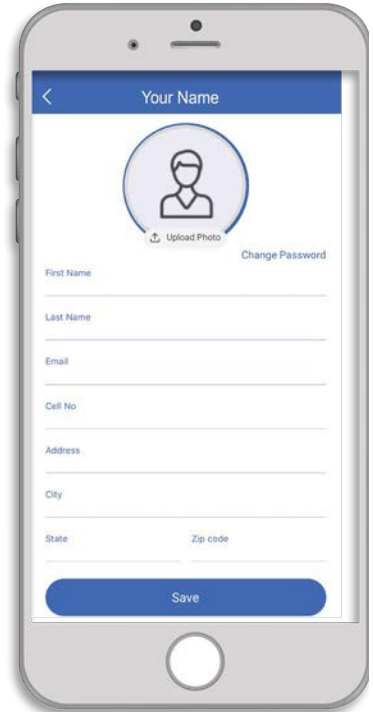 Your Name
Upload Photo
Change Password
First Name
Last Name
Email
Cell No
Address
City
State Zip code
Save